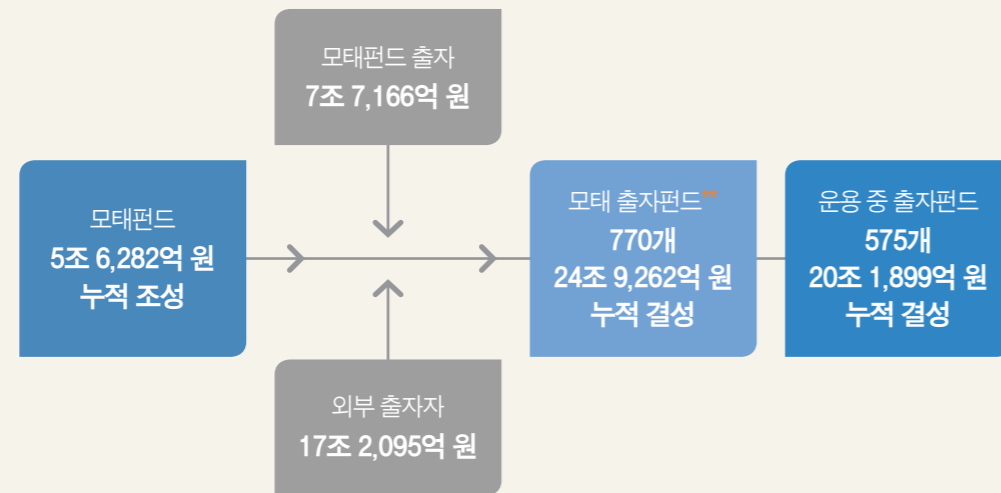 모태펀드 출자
7조 7,166억 원
모태펀드
5조 6,282억 원
누적 조성
모태 출자펀드**
770개
24조 9,262억 원
누적 결성
운용 중 출자펀드
575개
20조 1,899억 원
누적 결성
외부 출자자
17조 2,095억 원